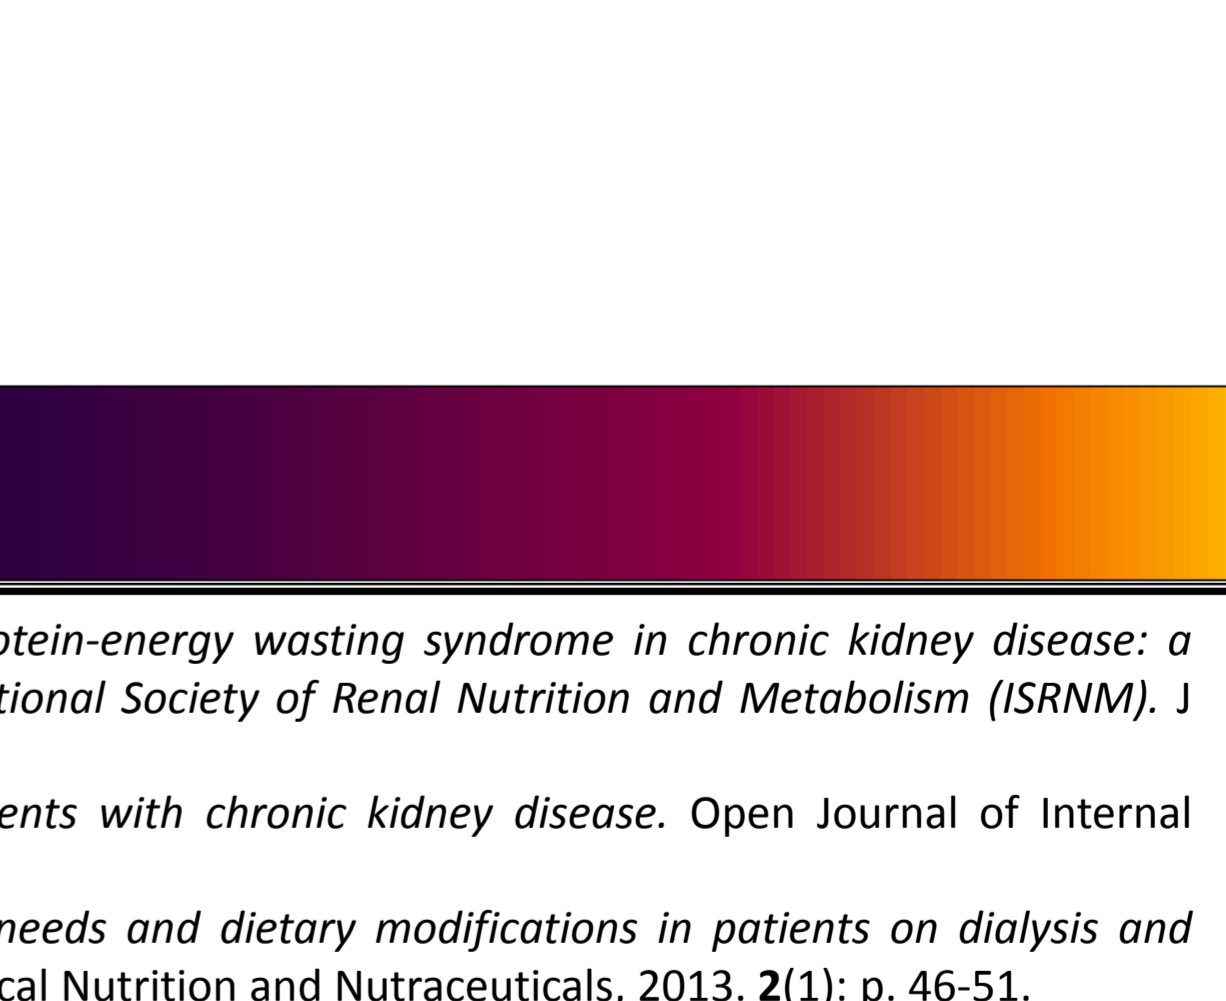 otein-energy wasting syndrome in chronic kidney disease: a
tional Society of Renal Nutrition and Metabolism (ISRNM). J
ents with chronic kidney disease. Open Journal of Internal
needs and dietary modifications in patients on dialysis and
cal Nutrition and Nutraceuticals, 2013. 2(1): p. 46-51.